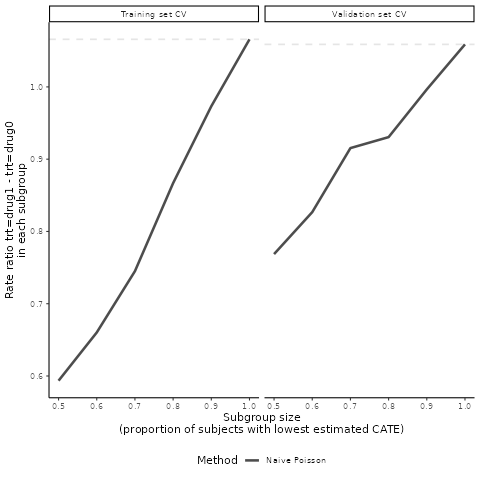 Training set CV
Validation set CV
Rate ratio trt=drug1 - trt=drug0
in each subgroup
1.0
0.9
0.8
0.7
0.6
0.5 0.6 0.7 0.8 0.9 1.0
0.5 0.6 0.7 0.8 0.9 1.0
Subgroup size
(proportion of subjects with lowest estimated CATE)
Method Naive Poisson